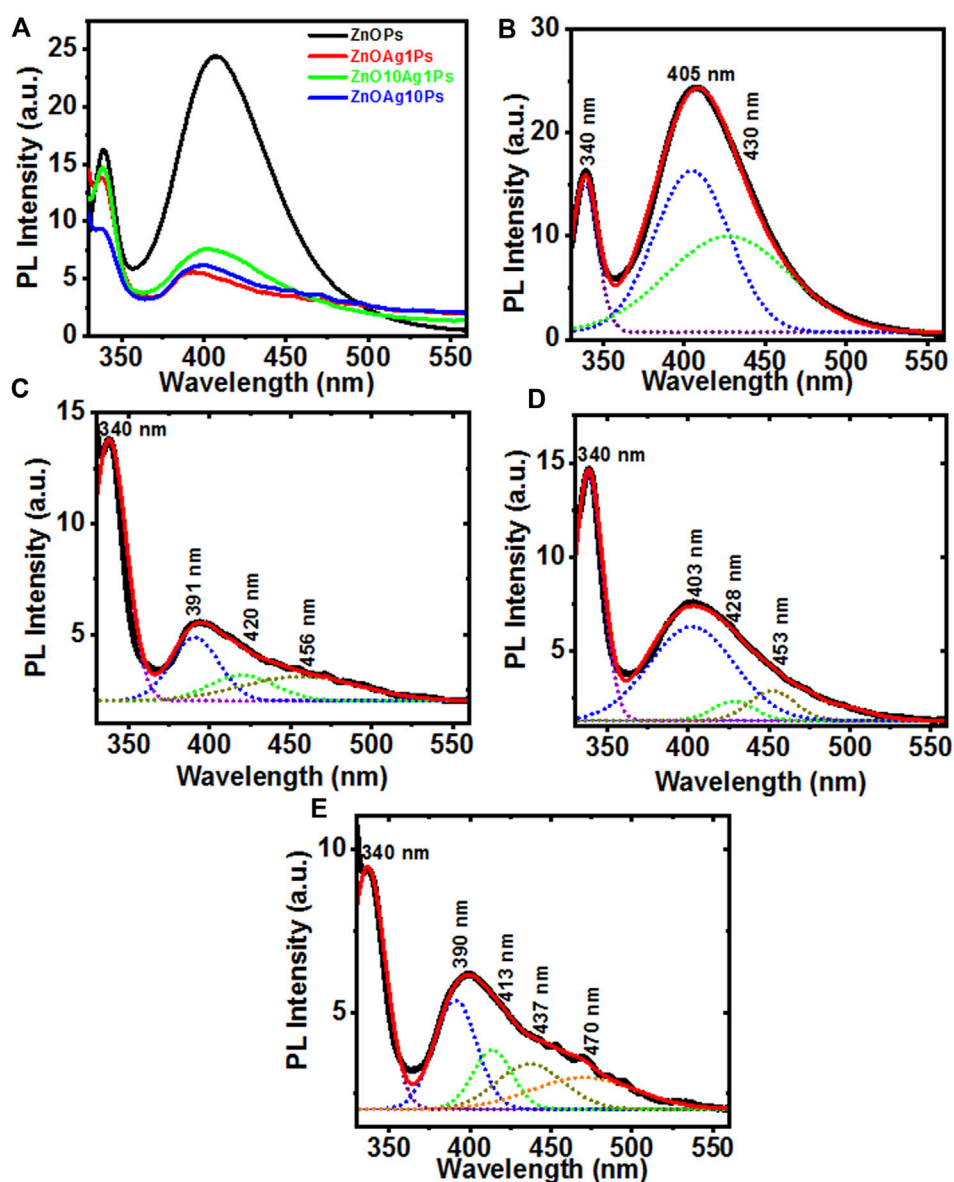 A
ZnOPs
ZnOAg1Ps
ZnO10Ag1Ps
ZnOAg10Ps
25
20
15
10
5
0
PL Intensity (a.u.)
350 400 450 500 550
Wavelength (nm)
B
30
20
10
0
PL Intensity (a.u.)
340 nm
405 nm
430 nm
350 400 450 500 550
Wavelength (nm)
C
15
10
5
PL Intensity (a.u.)
340 nm
391 nm
420 nm
456 nm
350 400 450 500 550
Wavelength (nm)
D
15
10
5
PL Intensity (a.u.)
340 nm
403 nm
428 nm
453 nm
350 400 450 500 550
Wavelength (nm)
E
10
5
PL Intensity (a.u.)
340 nm
390 nm
413 nm
437 nm
470 nm
350 400 450 500 550
Wavelength (nm)